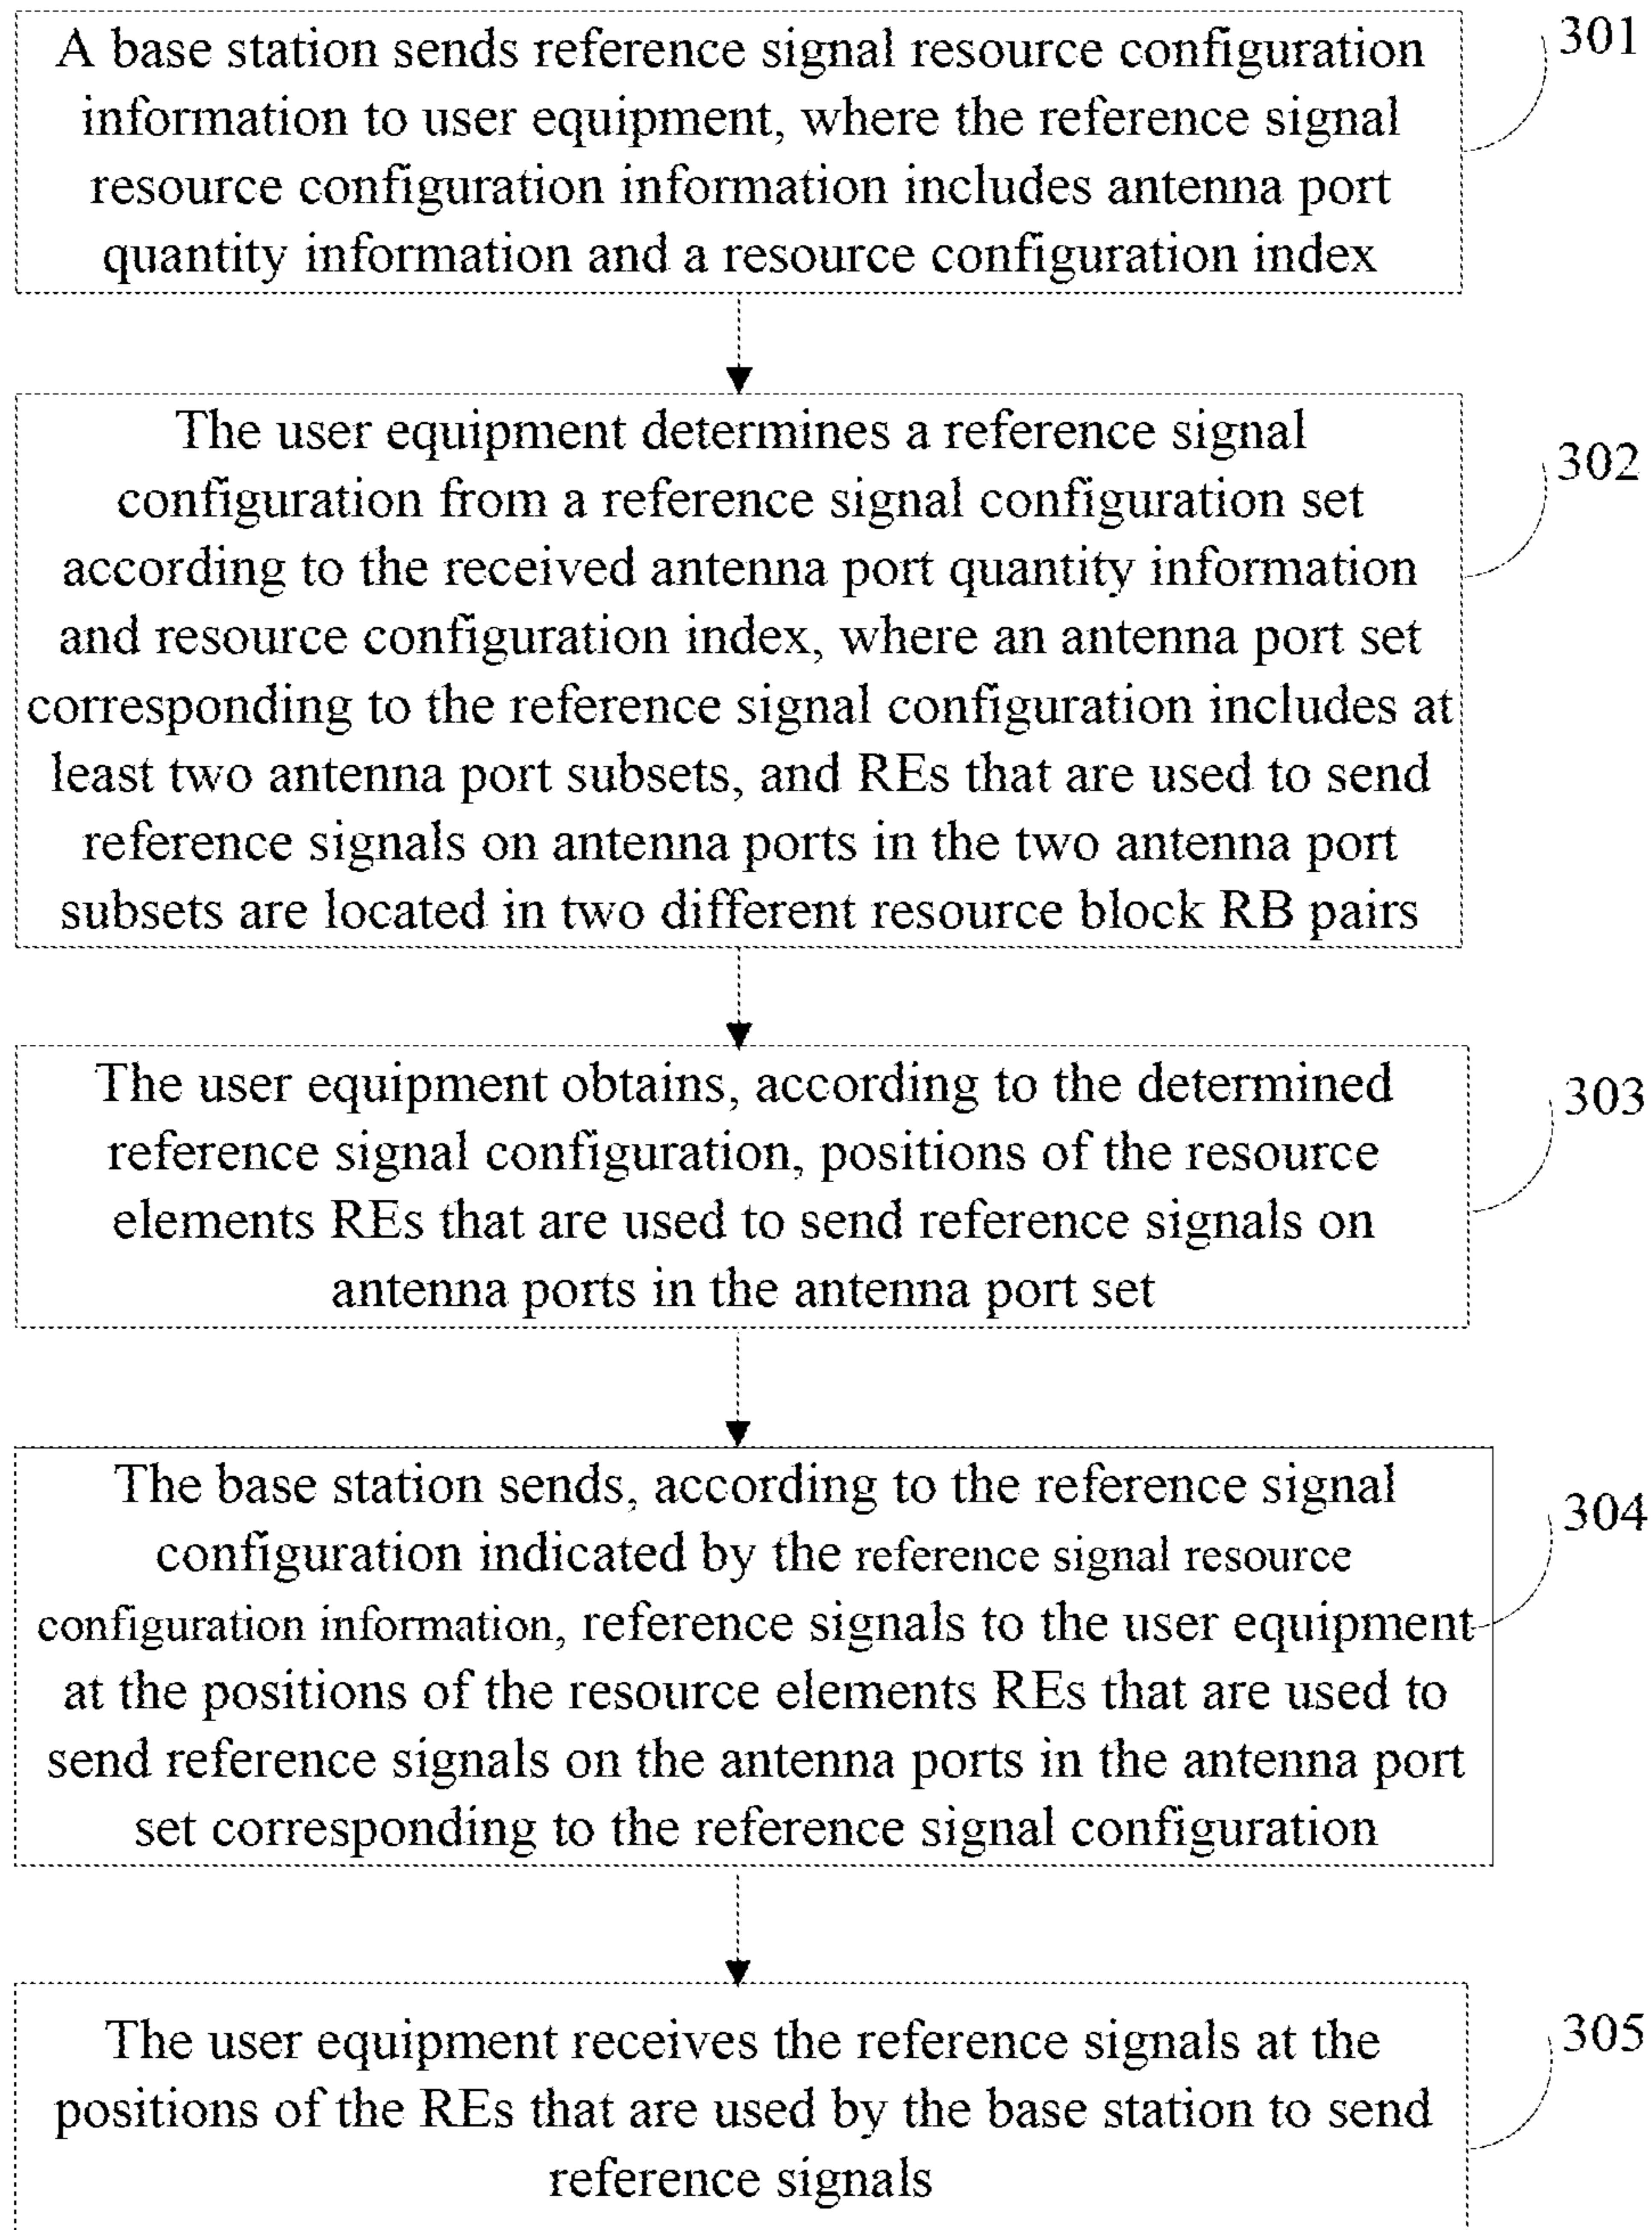 A base station sends reference signal resource configuration
information to user equipment, where the reference signal
resource configuration information includes antenna port
quantity information and a resource configuration index
301
The user equipment determines a reference signal
configuration from a reference signal configuration set
according to the received antenna port quantity information
and resource configuration index, where an antenna port set
corresponding to the reference signal configuration includes at
least two antenna port subsets, and REs that are used to send
reference signals on antenna ports in the two antenna port
subsets are located in two different resource block RB pairs
302
The user equipment obtains, according to the determined
reference signal configuration, positions of the resource
elements REs that are used to send reference signals on
antenna ports in the antenna port set
303
The base station sends, according to the reference signal
configuration indicated by the reference signal resource
configuration information, reference signals to the user equipment
at the positions of the resource elements REs that are used to
send reference signals on the antenna ports in the antenna port
set corresponding to the reference signal configuration
304
The user equipment receives the reference signals at the
positions of the REs that are used by the base station to send
reference signals
305